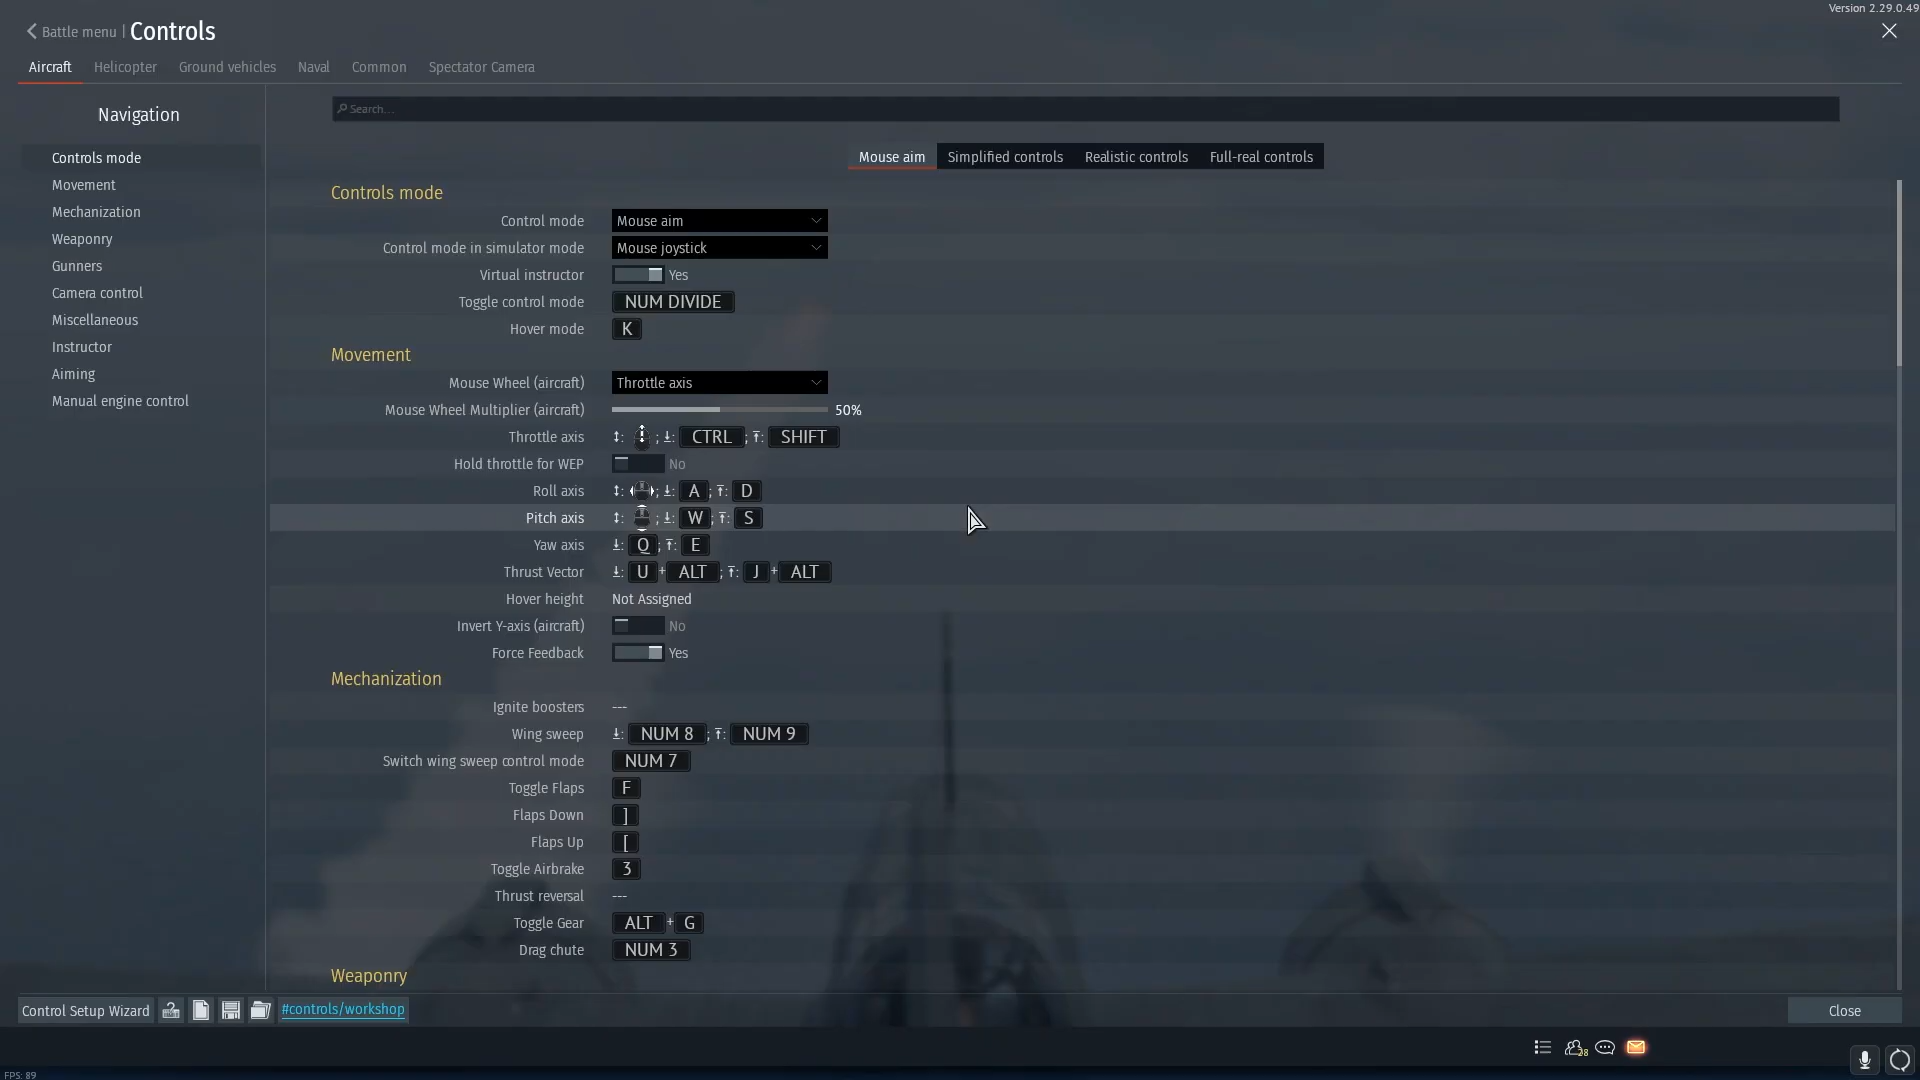 Version 2.29.0.49
Battle menu | Controls
Aircraft Helicopter Ground vehicles Naval Common Spectator Camera
Navigation
Search...
Controls mode
Movement
Mechanization
Weaponry
Gunners
Camera control
Miscellaneous
Instructor
Aiming
Manual engine control
Mouse aim Simplified controls Realistic controls Full-real controls
Controls mode
Control mode Mouse aim
Control mode in simulator mode Mouse joystick
Virtual instructor Yes
Toggle control mode NUM DIVIDE
Hover mode K
Movement
Mouse Wheel (aircraft) Throttle axis
Mouse Wheel Multiplier (aircraft) 50%
Throttle axis ↕: ; ↓: CTRL ; ↑: SHIFT
Hold throttle for WEP No
Roll axis ↕: ; ↓: A ; ↑: D
Pitch axis ↕: ; ↓: W ; ↑: S
Yaw axis ↓: Q ; ↑: E
Thrust Vector ↓: U + ALT ; ↑: J + ALT
Hover height Not Assigned
Invert Y-axis (aircraft) No
Force Feedback Yes
Mechanization
Ignite boosters ---
Wing sweep ↓: NUM 8 ; ↑: NUM 9
Switch wing sweep control mode NUM 7
Toggle Flaps F
Flaps Down ]
Flaps Up [
Toggle Airbrake 3
Thrust reversal ---
Toggle Gear ALT + G
Drag chute NUM 3
Weaponry
Control Setup Wizard #controls/workshop Close
28
FPS: 89